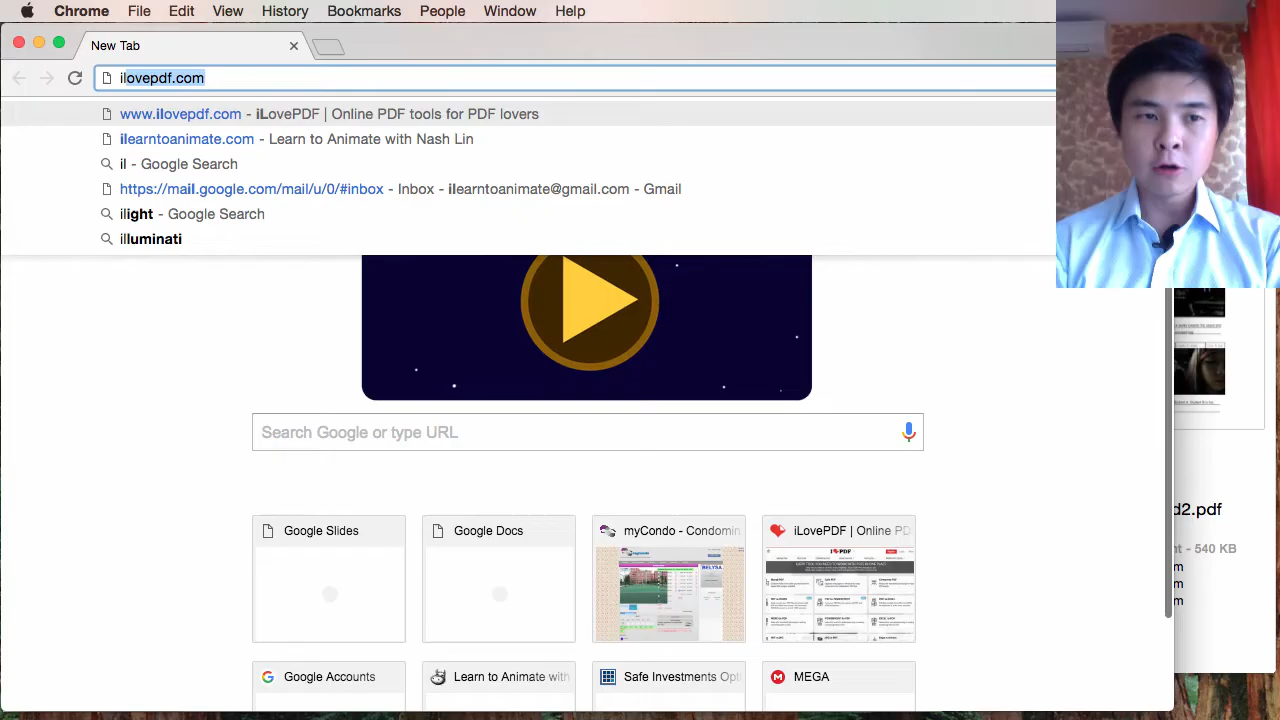 Chrome File Edit View History Bookmarks People Window Help
New Tab
ilovepdf.com
www.ilovepdf.com - iLovePDF | Online PDF tools for PDF lovers
ilearntoanimate.com - Learn to Animate with Nash Lin
il - Google Search
https://mail.google.com/mail/u/0/#inbox - Inbox - ilearntoanimate@gmail.com - Gmail
ilight - Google Search
illuminati
Search Google or type URL
d2.pdf
Google Slides
Google Docs
myCondo - Condomin
iLovePDF | Online PD
nt - 540 KB
m
m
m
Google Accounts
Learn to Animate with
Safe Investments Opt
MEGA